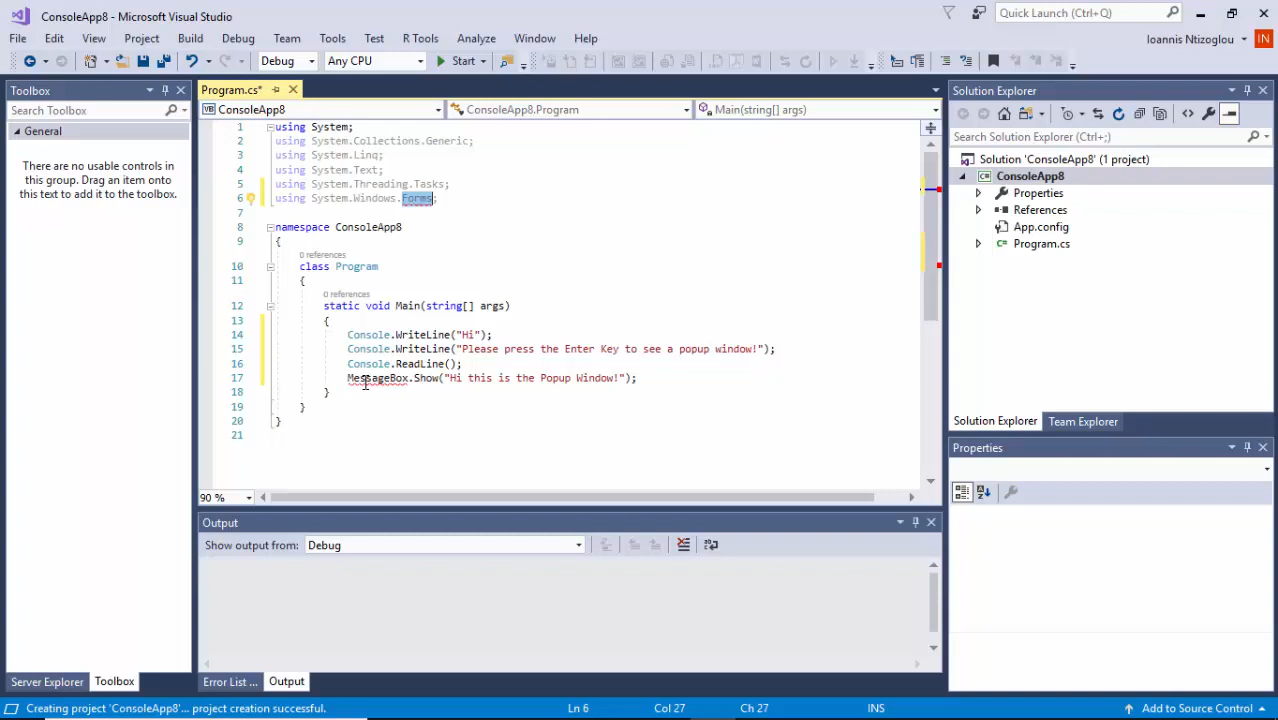 ConsoleApp8 - Microsoft Visual Studio
Quick Launch (Ctrl+Q)
File Edit View Project Build Debug Team Tools Test R Tools Analyze Window Help
Ioannis Ntizoglou IN
Debug Any CPU Start
Toolbox
Search Toolbox
General
There are no usable controls in
this group. Drag an item onto
this text to add it to the toolbox.
Server Explorer Toolbox
Program.cs*
ConsoleApp8 ConsoleApp8.Program Main(string[] args)
1 using System;
2 using System.Collections.Generic;
3 using System.Linq;
4 using System.Text;
5 using System.Threading.Tasks;
6 using System.Windows.Forms;
7
8 namespace ConsoleApp8
9 {
0 references
10 class Program
11 {
0 references
12 static void Main(string[] args)
13 {
14 Console.WriteLine("Hi");
15 Console.WriteLine("Please press the Enter Key to see a popup window!");
16 Console.ReadLine();
17 MessageBox.Show("Hi this is the Popup Window!");
18 }
19 }
20 }
21
90 %
Output
Show output from: Debug
Error List ... Output
Solution Explorer
Search Solution Explorer (Ctrl+;)
Solution 'ConsoleApp8' (1 project)
ConsoleApp8
Properties
References
App.config
Program.cs
Solution Explorer Team Explorer
Properties
Creating project 'ConsoleApp8'... project creation successful. Ln 6 Col 27 Ch 27 INS Add to Source Control